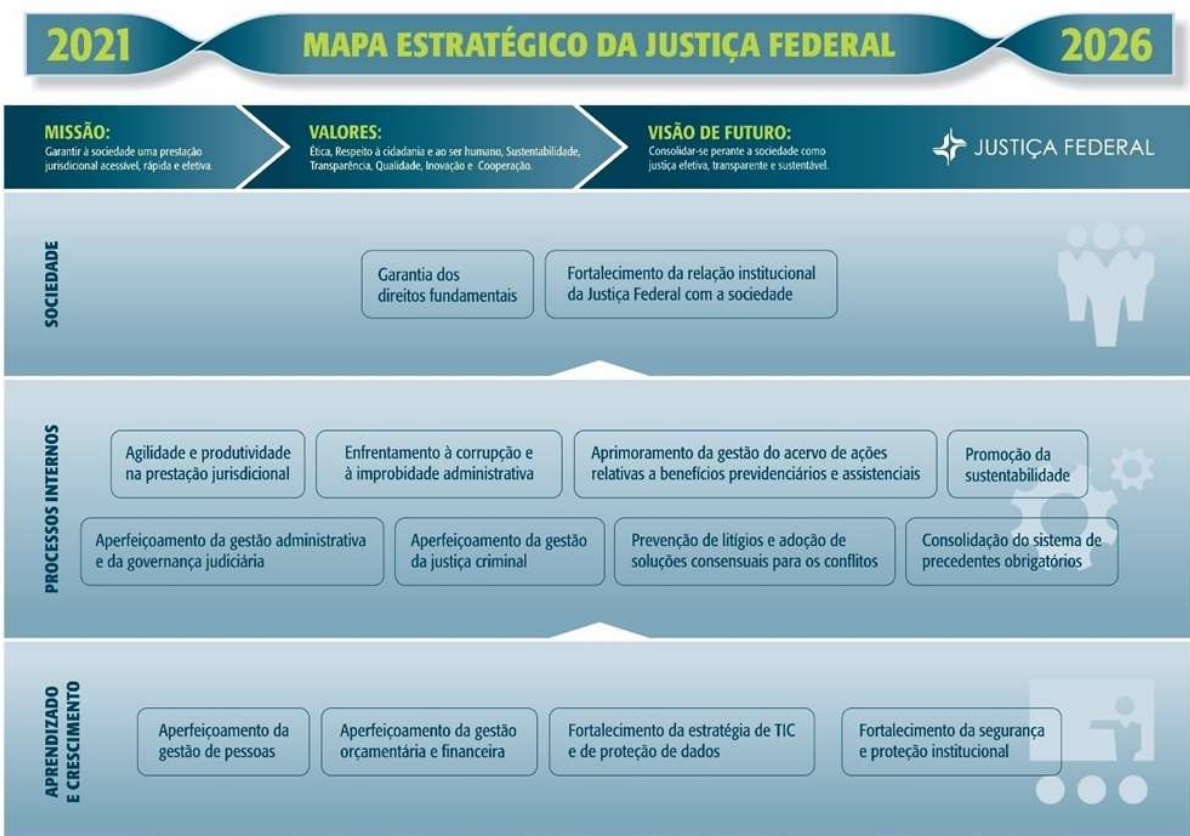 2021
MAPA ESTRATÉGICO DA JUSTIÇA FEDERAL
2026
MISSÃO:
Garantir à sociedade uma prestação
jurisdicional acessível, rápida e efetiva.
VALORES:
Ética, Respeito à cidadania e ao ser humano, Sustentabilidade,
Transparência, Qualidade, Inovação e Cooperação.
VISÃO DE FUTURO:
Consolidar-se perante a sociedade como
justiça efetiva, transparente e sustentável.
JUSTIÇA FEDERAL
SOCIEDADE
Garantia dos
direitos fundamentais
Fortalecimento da relação institucional
da Justiça Federal com a sociedade
PROCESSOS INTERNOS
Agilidade e produtividade
na prestação jurisdicional
Enfrentamento à corrupção e
à improbidade administrativa
Aprimoramento da gestão do acervo de ações
relativas a benefícios previdenciários e assistenciais
Promoção da
sustentabilidade
Aperfeiçoamento da gestão administrativa
e da governança judiciária
Aperfeiçoamento da gestão
da justiça criminal
Prevenção de litígios e adoção de
soluções consensuais para os conflitos
Consolidação do sistema de
precedentes obrigatórios
APRENDIZADO
E CRESCIMENTO
Aperfeiçoamento da
gestão de pessoas
Aperfeiçoamento da gestão
orçamentária e financeira
Fortalecimento da estratégia de TIC
e de proteção de dados
Fortalecimento da segurança
e proteção institucional